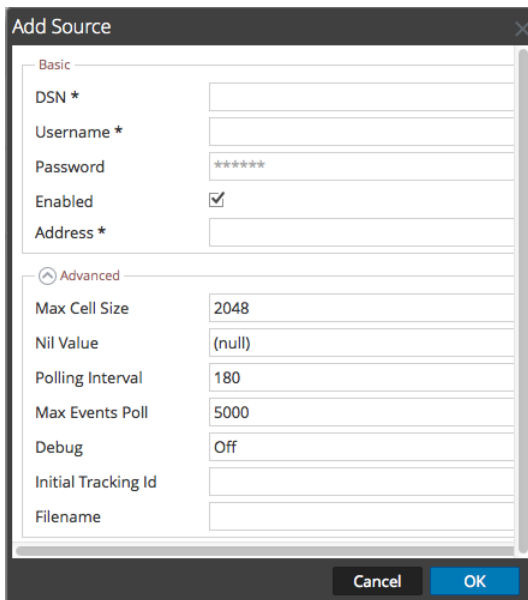 Add Source
Basic
DSN *
Username *
Password ******
Enabled
Address *
Advanced
Max Cell Size 2048
Nil Value (null)
Polling Interval 180
Max Events Poll 5000
Debug Off
Initial Tracking Id
Filename
Cancel OK